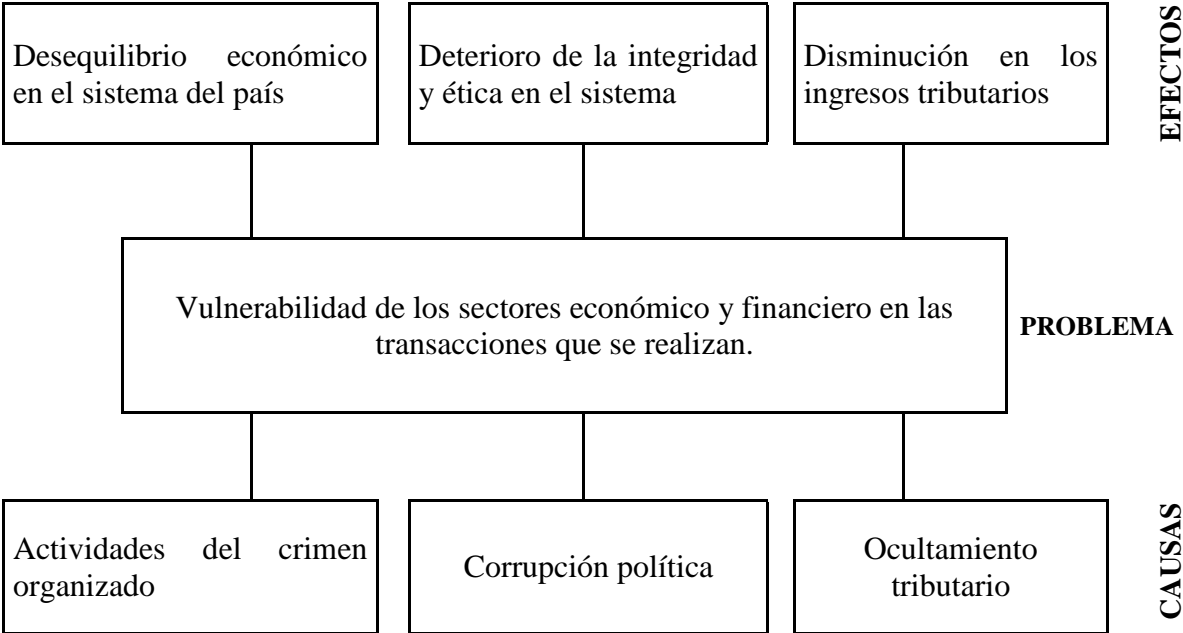 Desequilibrio económico
en el sistema del país
Deterioro de la integridad
y ética en el sistema
Disminución en los
ingresos tributarios
EFECTOS
Vulnerabilidad de los sectores económico y financiero en las
transacciones que se realizan.
PROBLEMA
Actividades del crimen
organizado
Corrupción política
Ocultamiento
tributario
CAUSAS